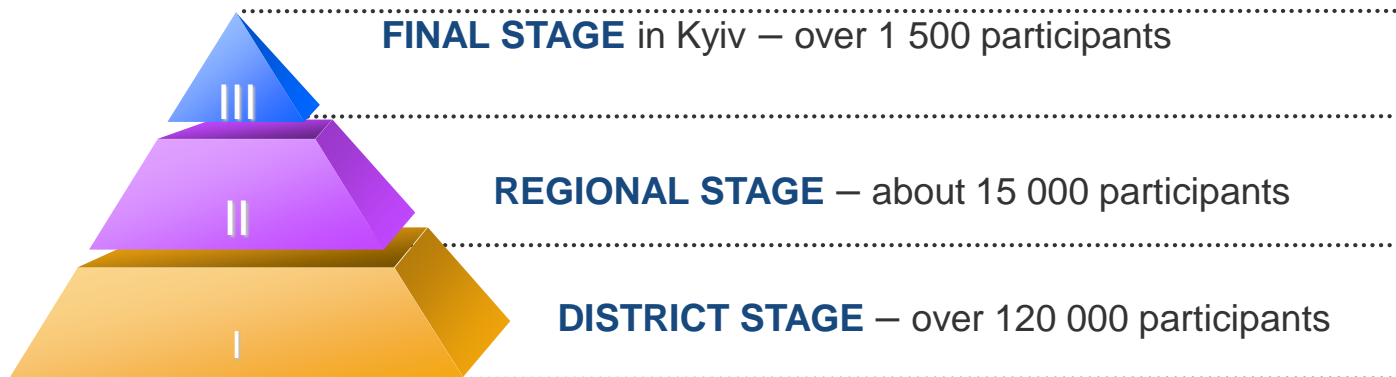 FINAL STAGE in Kyiv – over 1 500 participants
III
REGIONAL STAGE – about 15 000 participants
II
DISTRICT STAGE – over 120 000 participants
I